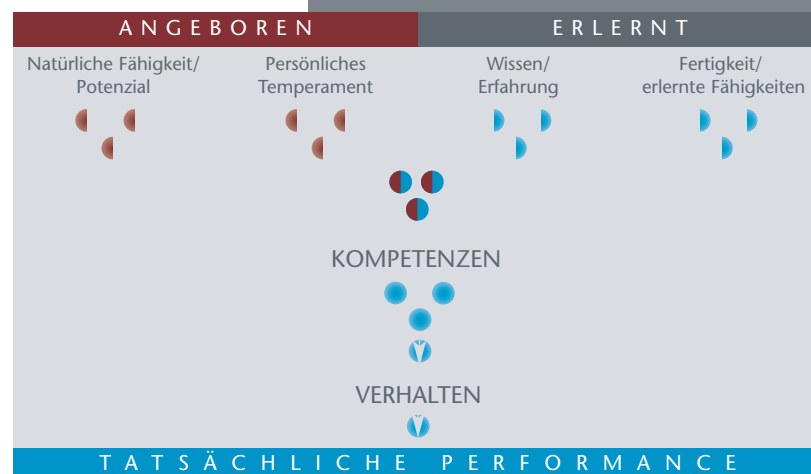 ANGEBOREN
ERLERNT
Natürliche Fähigkeit/
Potenzial
Persönliches
Temperament
Wissen/
Erfahrung
Fertigkeit/
erlernte Fähigkeiten
KOMPETENZEN
VERHALTEN
TATSÄCHLICHE PERFORMANCE